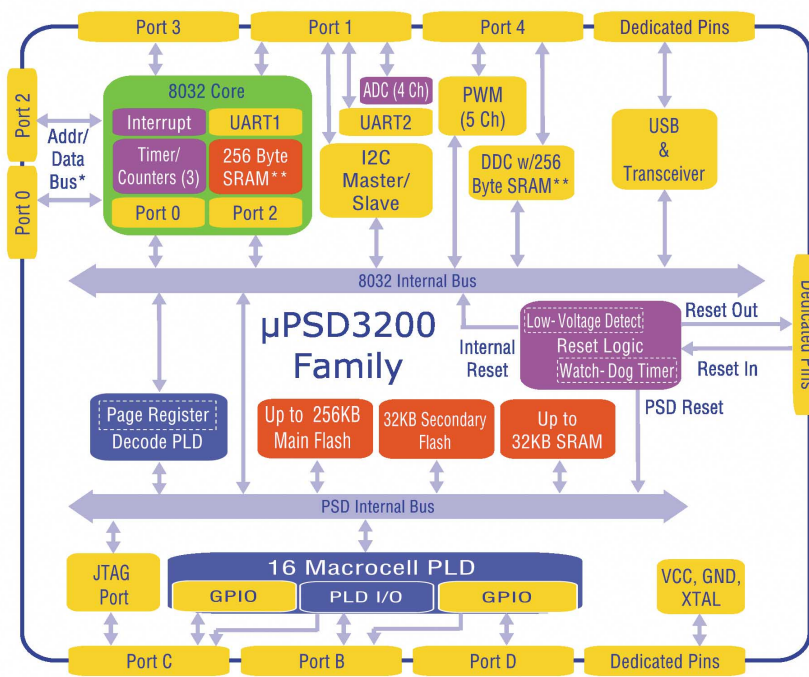 Port 3
Port 1
Port 4
Dedicated Pins
Port 2
Port 0
Addr/
Data
Bus*
8032 Core
Interrupt
UART1
Timer/
Counters (3)
256 Byte
SRAM**
Port 0
Port 2
ADC (4 Ch)
UART2
I2C
Master/
Slave
PWM
(5 Ch)
DDC w/256
Byte SRAM**
USB
&
Transceiver
8032 Internal Bus
µPSD3200
Family
Internal
Reset
Low-Voltage Detect
Reset Logic
Watch-Dog Timer
Reset Out
Reset In
Dedicated Pins
PSD Reset
Page Register
Decode PLD
Up to 256KB
Main Flash
32KB Secondary
Flash
Up to
32KB SRAM
PSD Internal Bus
JTAG
Port
16 Macrocell PLD
GPIO
PLD I/O
GPIO
VCC, GND,
XTAL
Port C
Port B
Port D
Dedicated Pins